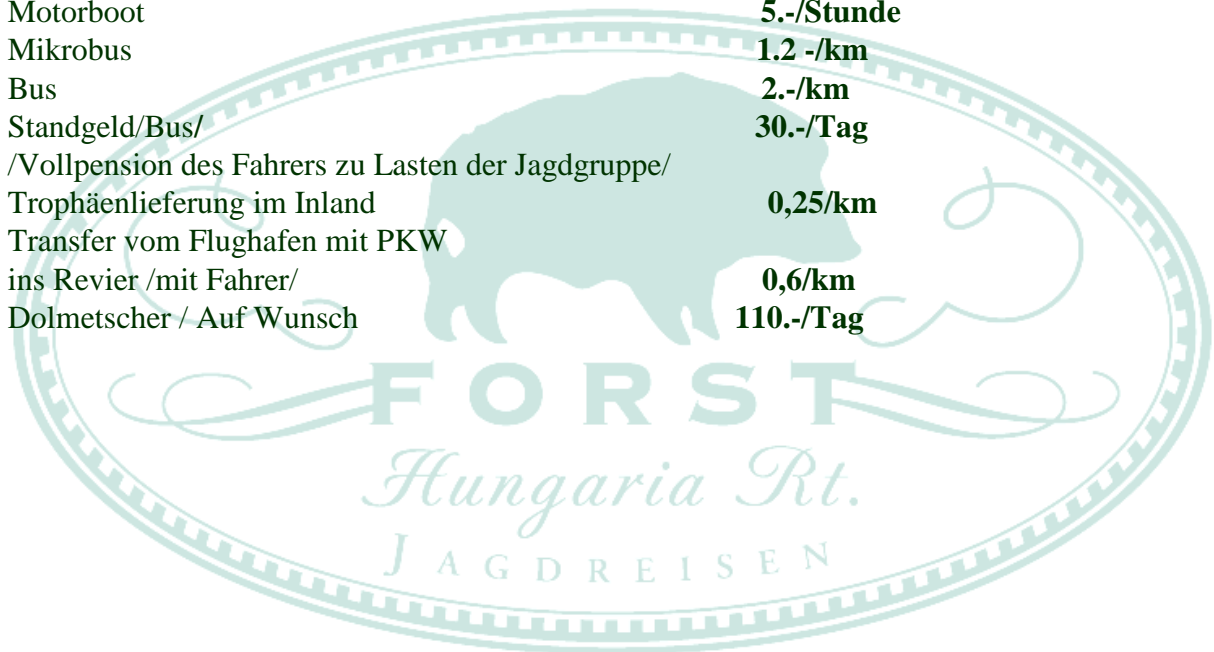 Motorboot 5.-/Stunde
Mikrobus 1.2 -/km
Bus 2.-/km
Standgeld/Bus/ 30.-/Tag
/Vollpension des Fahrers zu Lasten der Jagdgruppe/
Trophäenlieferung im Inland 0,25/km
Transfer vom Flughafen mit PKW
ins Revier /mit Fahrer/ 0,6/km
Dolmetscher / Auf Wunsch 110.-/Tag
FORST
Hungaria Rt.
JAGDREISEN